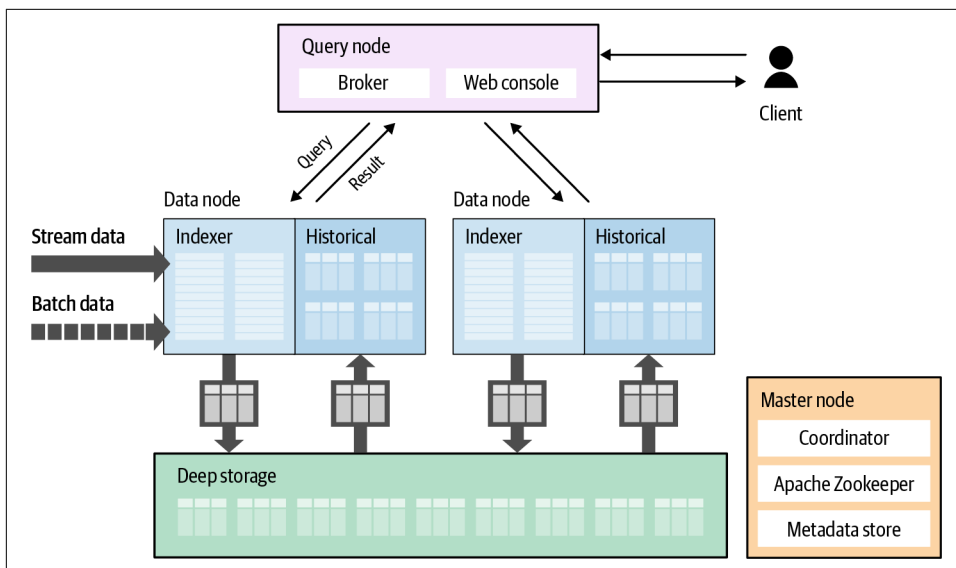 Query node
Broker
Web console
Client
Query
Result
Data node
Data node
Stream data
Batch data
Indexer
Historical
Indexer
Historical
Deep storage
Master node
Coordinator
Apache Zookeeper
Metadata store